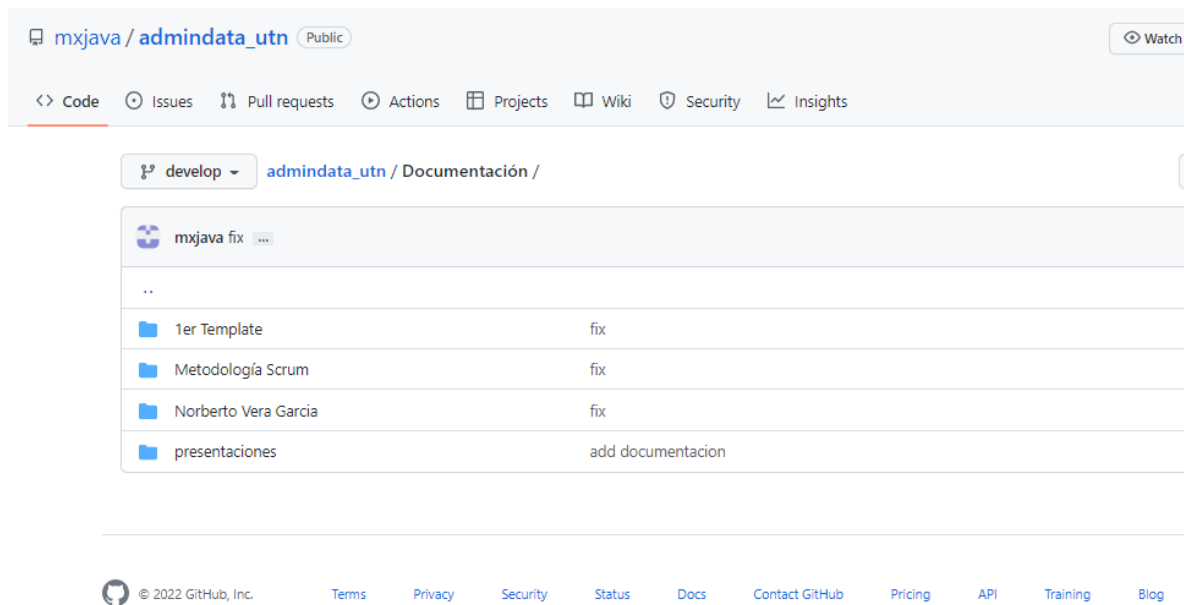 mxjava / admindata_utn Public Watch
<> Code Issues Pull requests Actions Projects Wiki Security Insights
develop admindata_utn / Documentación /
mxjava fix ...
..
1er Template fix
Metodología Scrum fix
Norberto Vera Garcia fix
presentaciones add documentacion
© 2022 GitHub, Inc. Terms Privacy Security Status Docs Contact GitHub Pricing API Training Blog